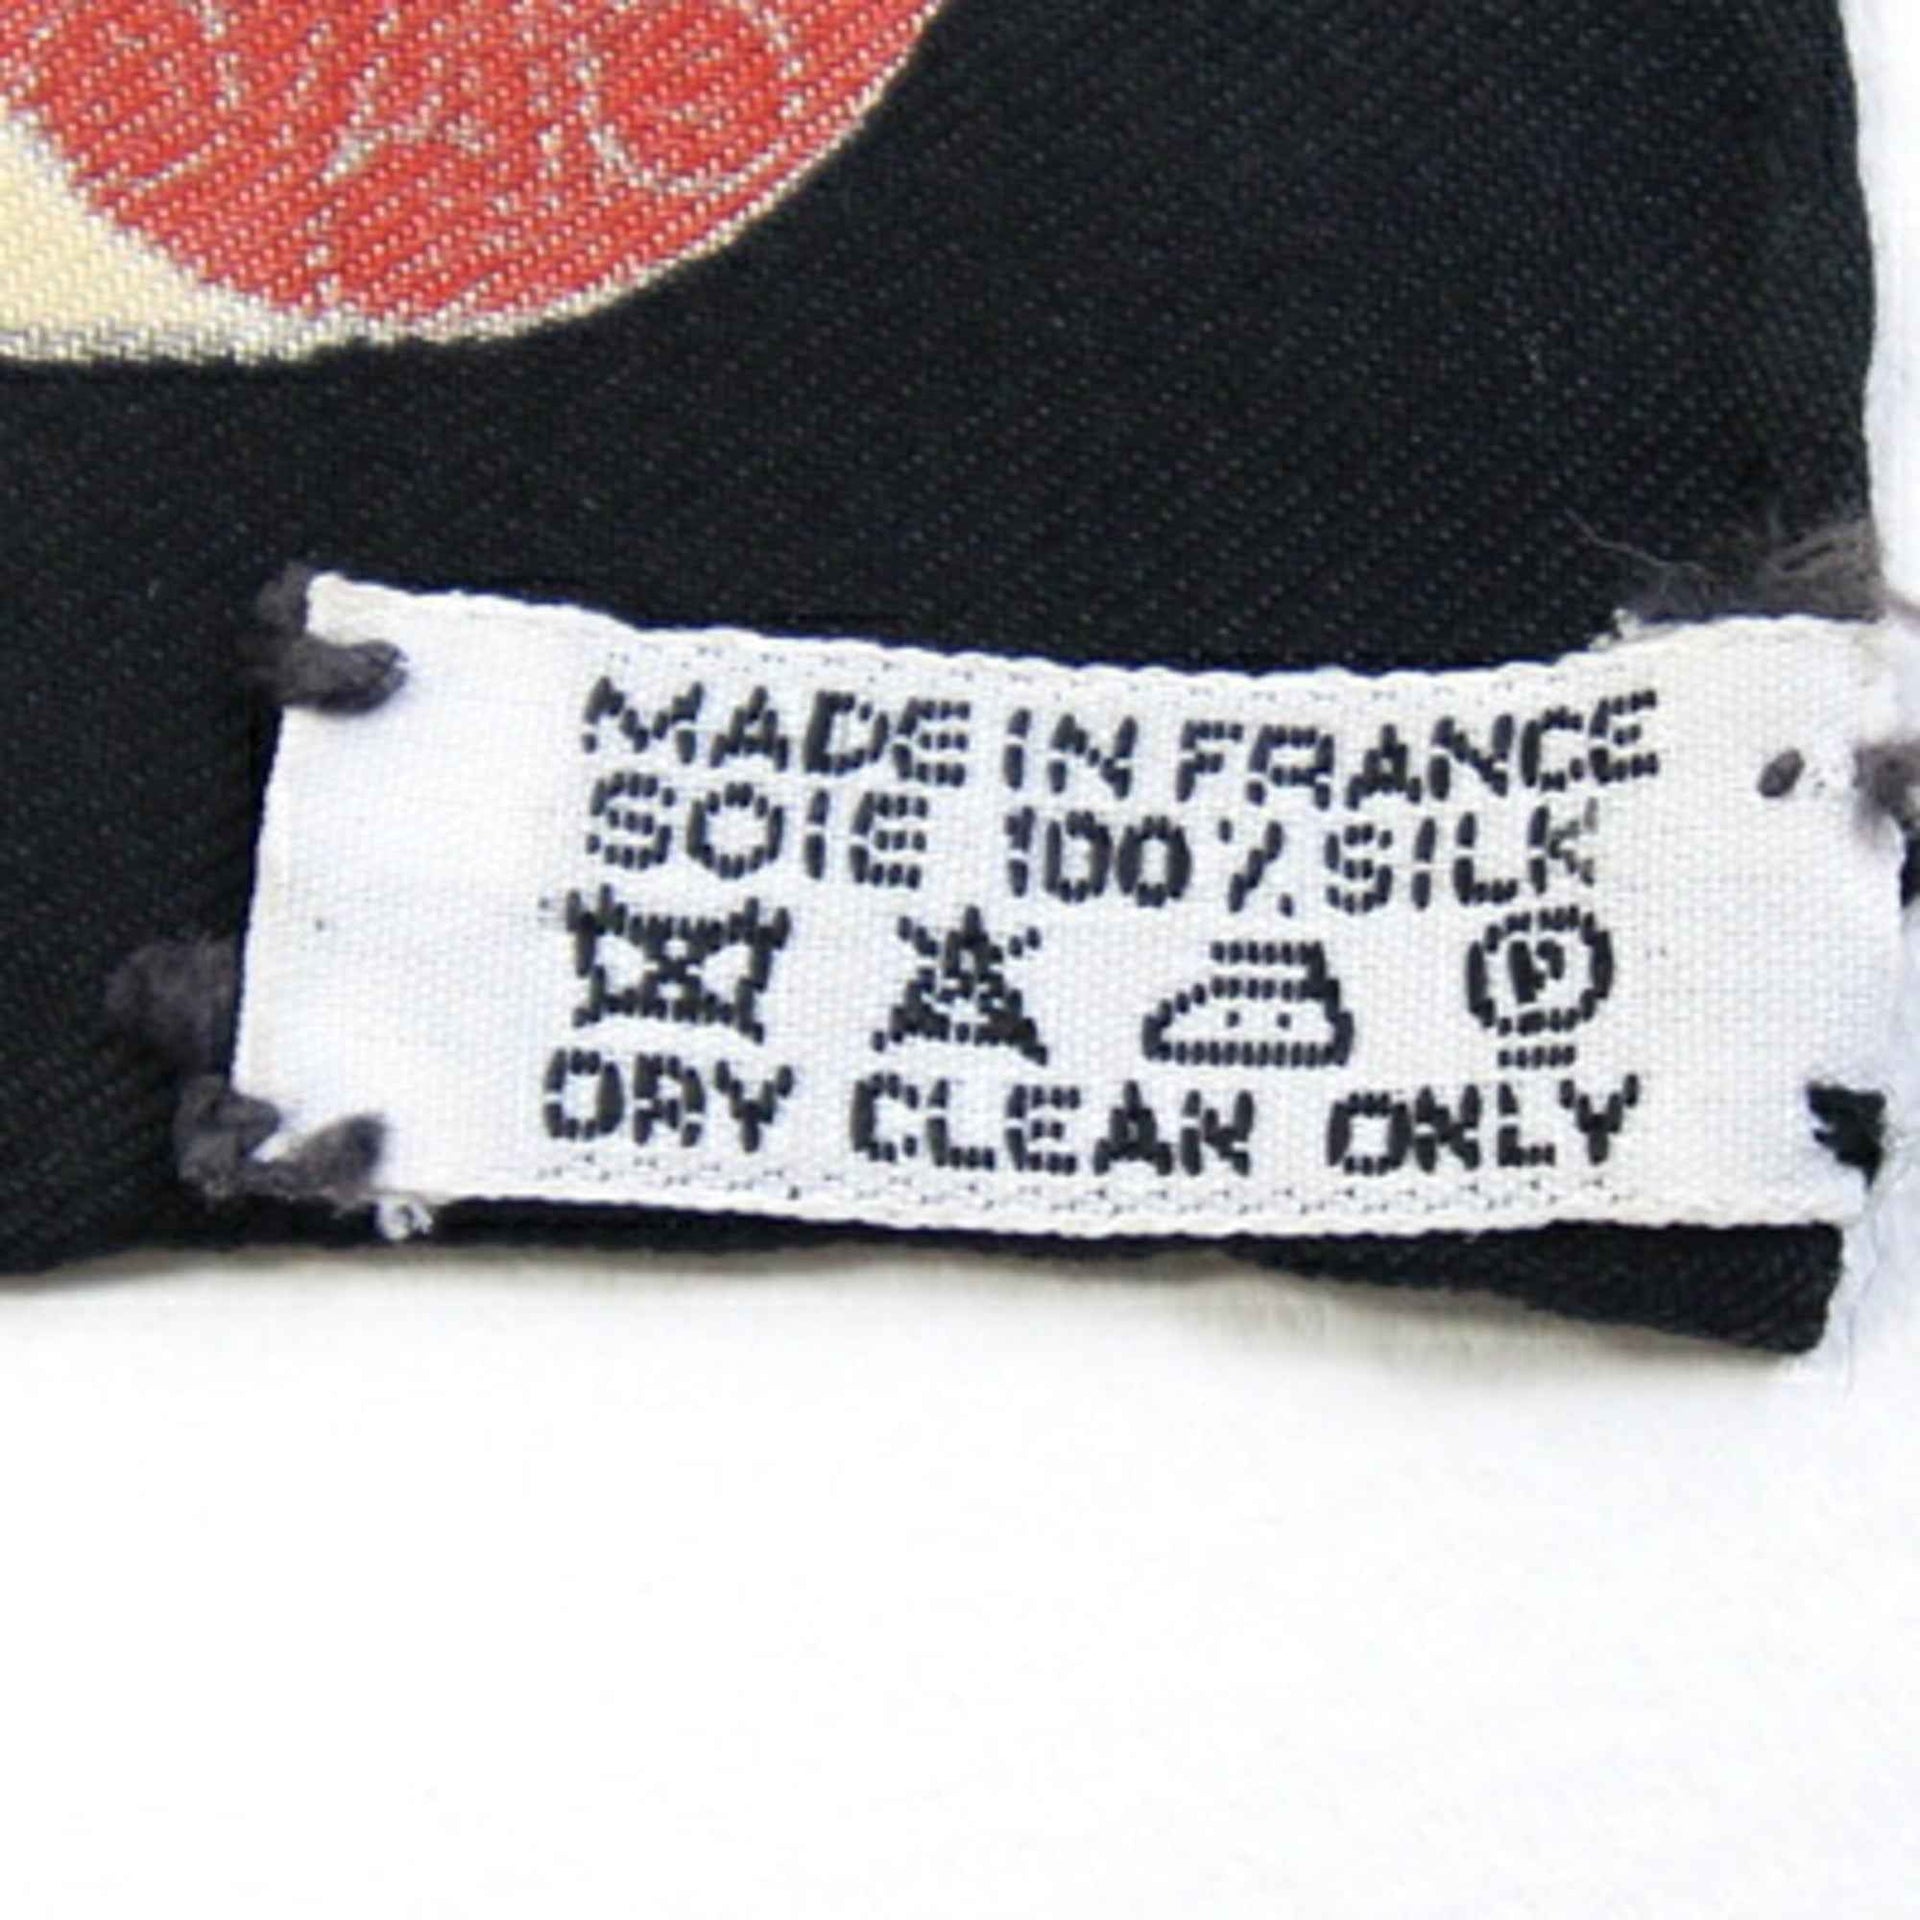 MADE IN FRANCE
SOIE 100% SILK
P
DRY CLEAN ONLY